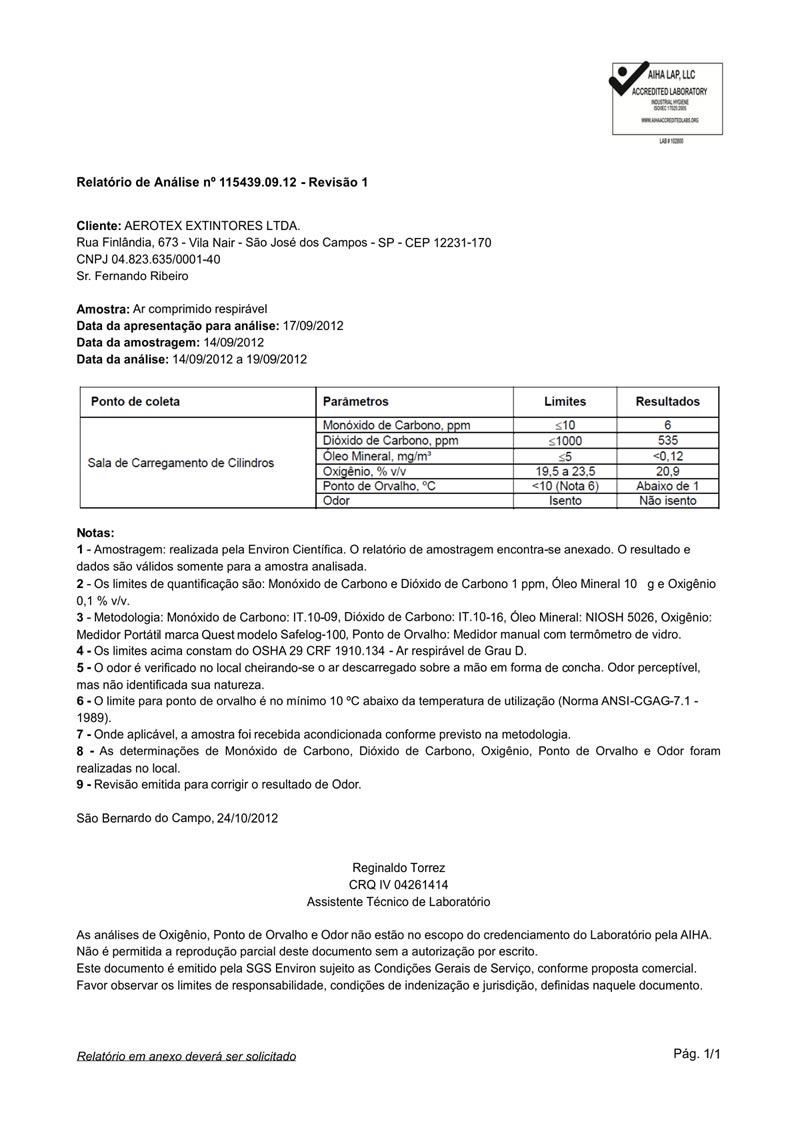 AIHA LAP, LLC
ACCREDITED LABORATORY
INDUSTRIAL HYGIENE
ISO/IEC 17025:2005
WWW.AIHAACCREDITEDLABS.ORG
LAB # 102800
Relatório de Análise nº 115439.09.12 - Revisão 1
Cliente: AEROTEX EXTINTORES LTDA.
Rua Finlândia, 673 - Vila Nair - São José dos Campos - SP - CEP 12231-170
CNPJ 04.823.635/0001-40
Sr. Fernando Ribeiro
Amostra: Ar comprimido respirável
Data da apresentação para análise: 17/09/2012
Data da amostragem: 14/09/2012
Data da análise: 14/09/2012 a 19/09/2012
Ponto de coleta Parâmetros Limites Resultados
Sala de Carregamento de Cilindros
Monóxido de Carbono, ppm ≤10 6
Dióxido de Carbono, ppm ≤1000 535
Óleo Mineral, mg/m³ ≤5 <0,12
Oxigênio, % v/v 19,5 a 23,5 20,9
Ponto de Orvalho, ºC <10 (Nota 6) Abaixo de 1
Odor Isento Não isento
Notas:
1 - Amostragem: realizada pela Environ Científica. O relatório de amostragem encontra-se anexado. O resultado e
dados são válidos somente para a amostra analisada.
2 - Os limites de quantificação são: Monóxido de Carbono e Dióxido de Carbono 1 ppm, Óleo Mineral 10 g e Oxigênio
0,1 % v/v.
3 - Metodologia: Monóxido de Carbono: IT.10-09, Dióxido de Carbono: IT.10-16, Óleo Mineral: NIOSH 5026, Oxigênio:
Medidor Portátil marca Quest modelo Safelog-100, Ponto de Orvalho: Medidor manual com termômetro de vidro.
4 - Os limites acima constam do OSHA 29 CRF 1910.134 - Ar respirável de Grau D.
5 - O odor é verificado no local cheirando-se o ar descarregado sobre a mão em forma de concha. Odor perceptível,
mas não identificada sua natureza.
6 - O limite para ponto de orvalho é no mínimo 10 ºC abaixo da temperatura de utilização (Norma ANSI-CGAG-7.1 -
1989).
7 - Onde aplicável, a amostra foi recebida acondicionada conforme previsto na metodologia.
8 - As determinações de Monóxido de Carbono, Dióxido de Carbono, Oxigênio, Ponto de Orvalho e Odor foram
realizadas no local.
9 - Revisão emitida para corrigir o resultado de Odor.
São Bernardo do Campo, 24/10/2012
Reginaldo Torrez
CRQ IV 04261414
Assistente Técnico de Laboratório
As análises de Oxigênio, Ponto de Orvalho e Odor não estão no escopo do credenciamento do Laboratório pela AIHA.
Não é permitida a reprodução parcial deste documento sem a autorização por escrito.
Este documento é emitido pela SGS Environ sujeito as Condições Gerais de Serviço, conforme proposta comercial.
Favor observar os limites de responsabilidade, condições de indenização e jurisdição, definidas naquele documento.
Relatório em anexo deverá ser solicitado
Pág. 1/1